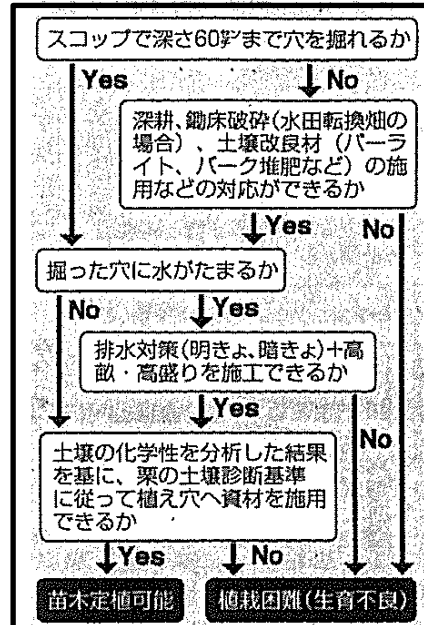 スコップで深さ60㌢まで穴を掘れるか
Yes
No
深耕、鋤床破砕(水田転換畑の
場合)、土壌改良材(パーラ
イト、バーク堆肥など)の施
用などの対応ができるか
Yes
No
掘った穴に水がたまるか
No
Yes
排水対策(明きょ、暗きょ)+高
畝・高盛りを施工できるか
Yes
No
土壌の化学性を分析した結果
を基に、栗の土壌診断基準
に従って植え穴へ資材を施用
できるか
Yes
No
苗木定植可能
植栽困難(生育不良)